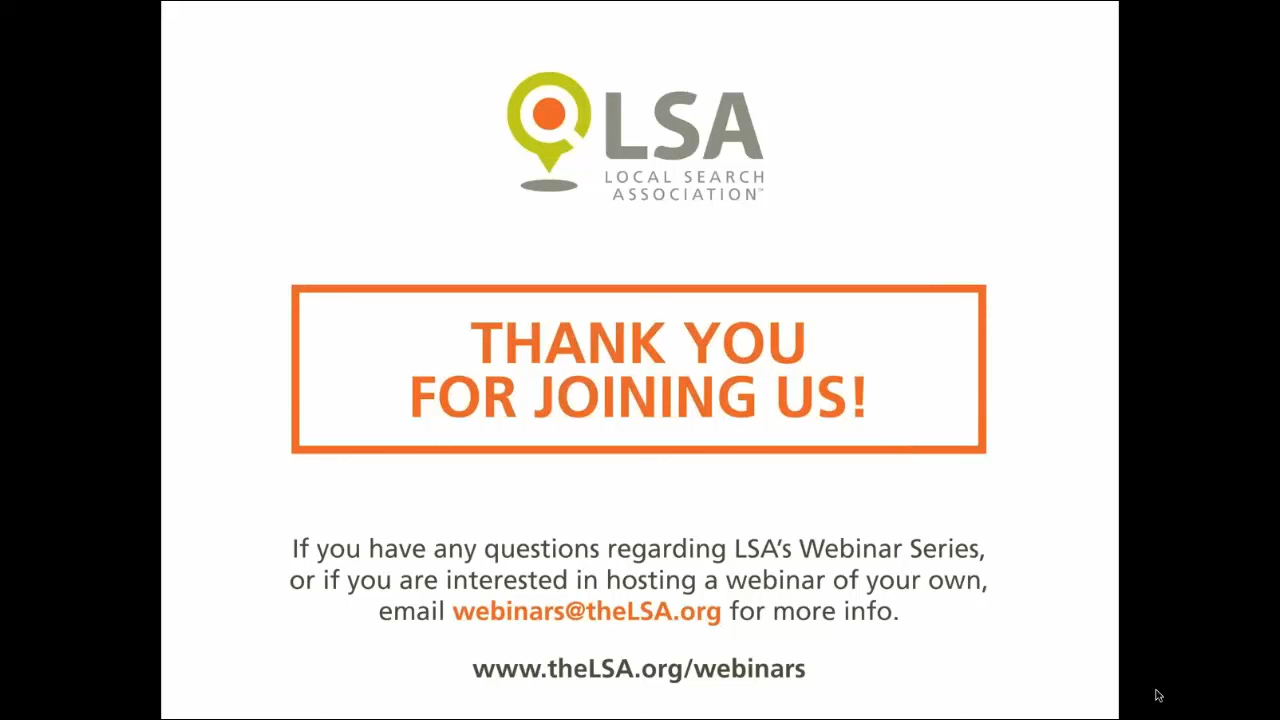 LSA
LOCAL SEARCH
ASSOCIATION™
THANK YOU
FOR JOINING US!
If you have any questions regarding LSA's Webinar Series,
or if you are interested in hosting a webinar of your own,
email webinars@theLSA.org for more info.
www.theLSA.org/webinars